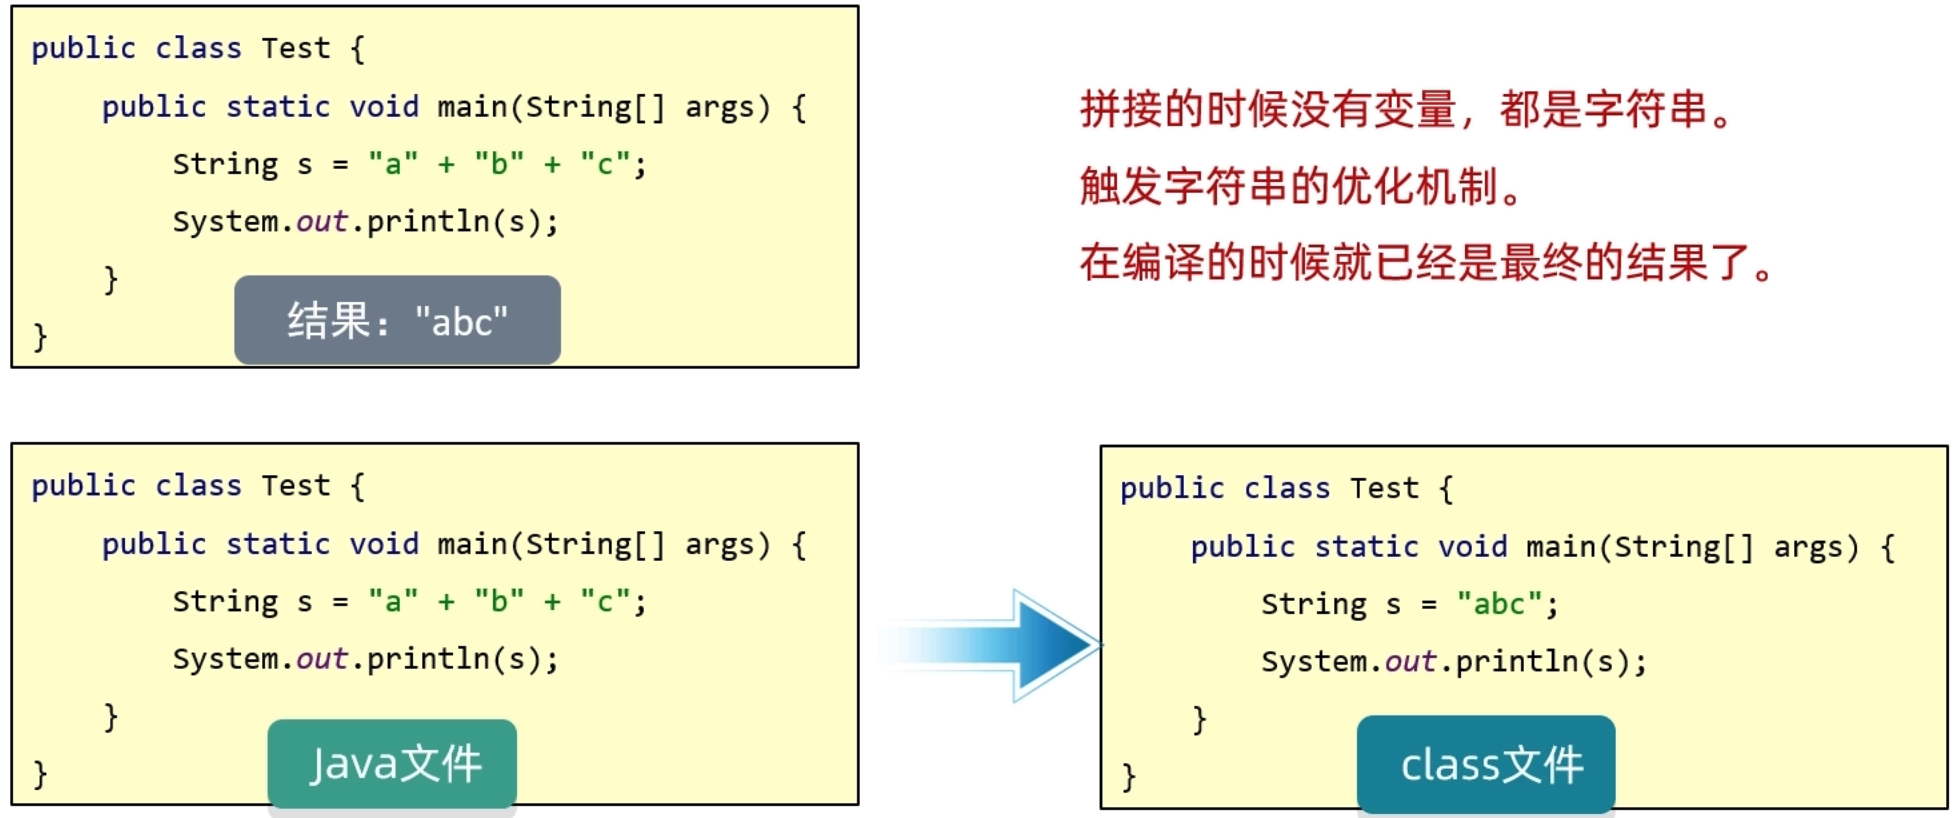 public class Test {
    public static void main(String[] args) {
        String s = "a" + "b" + "c";
        System.out.println(s);
    }
}
结果："abc"
拼接的时候没有变量，都是字符串。
触发字符串的优化机制。
在编译的时候就已经是最终的结果了。
public class Test {
    public static void main(String[] args) {
        String s = "a" + "b" + "c";
        System.out.println(s);
    }
}
Java文件
public class Test {
    public static void main(String[] args) {
        String s = "abc";
        System.out.println(s);
    }
}
class文件